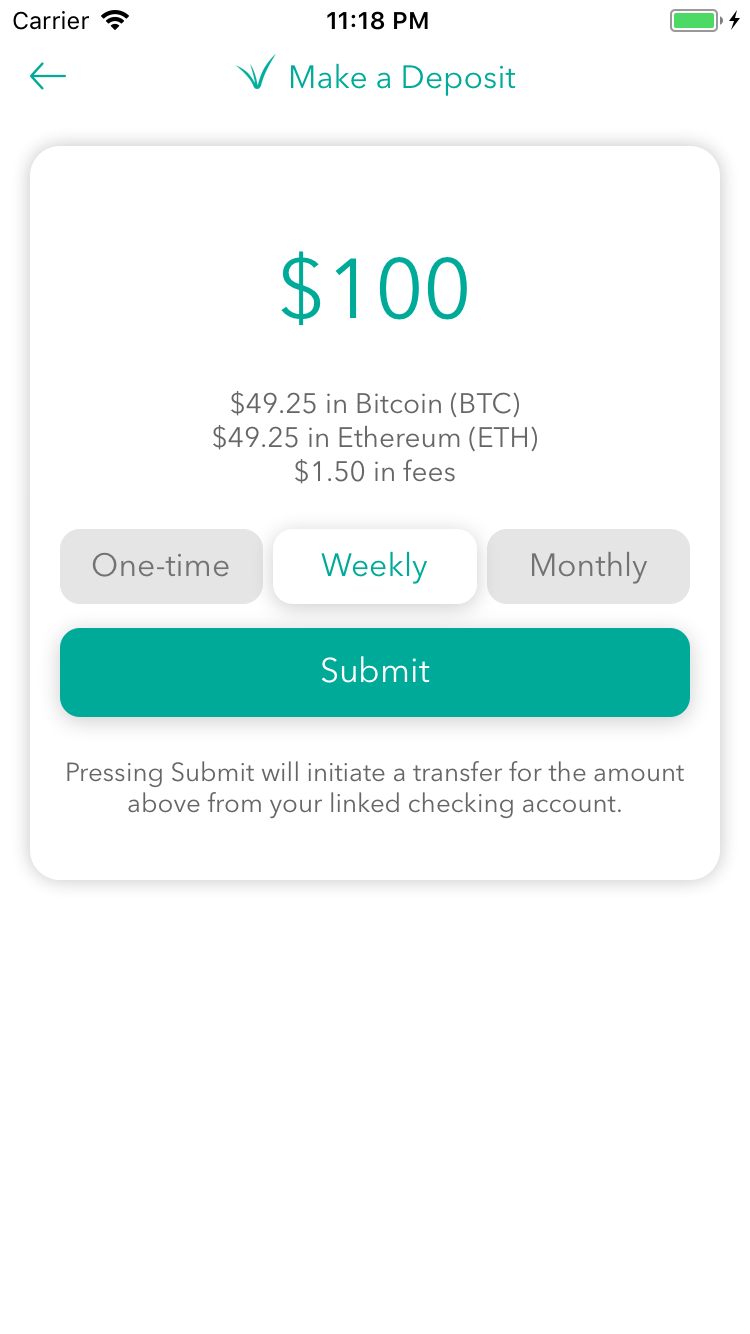 Carrier 11:18 PM
Make a Deposit
$100
$49.25 in Bitcoin (BTC)
$49.25 in Ethereum (ETH)
$1.50 in fees
One-time Weekly Monthly
Submit
Pressing Submit will initiate a transfer for the amount
above from your linked checking account.